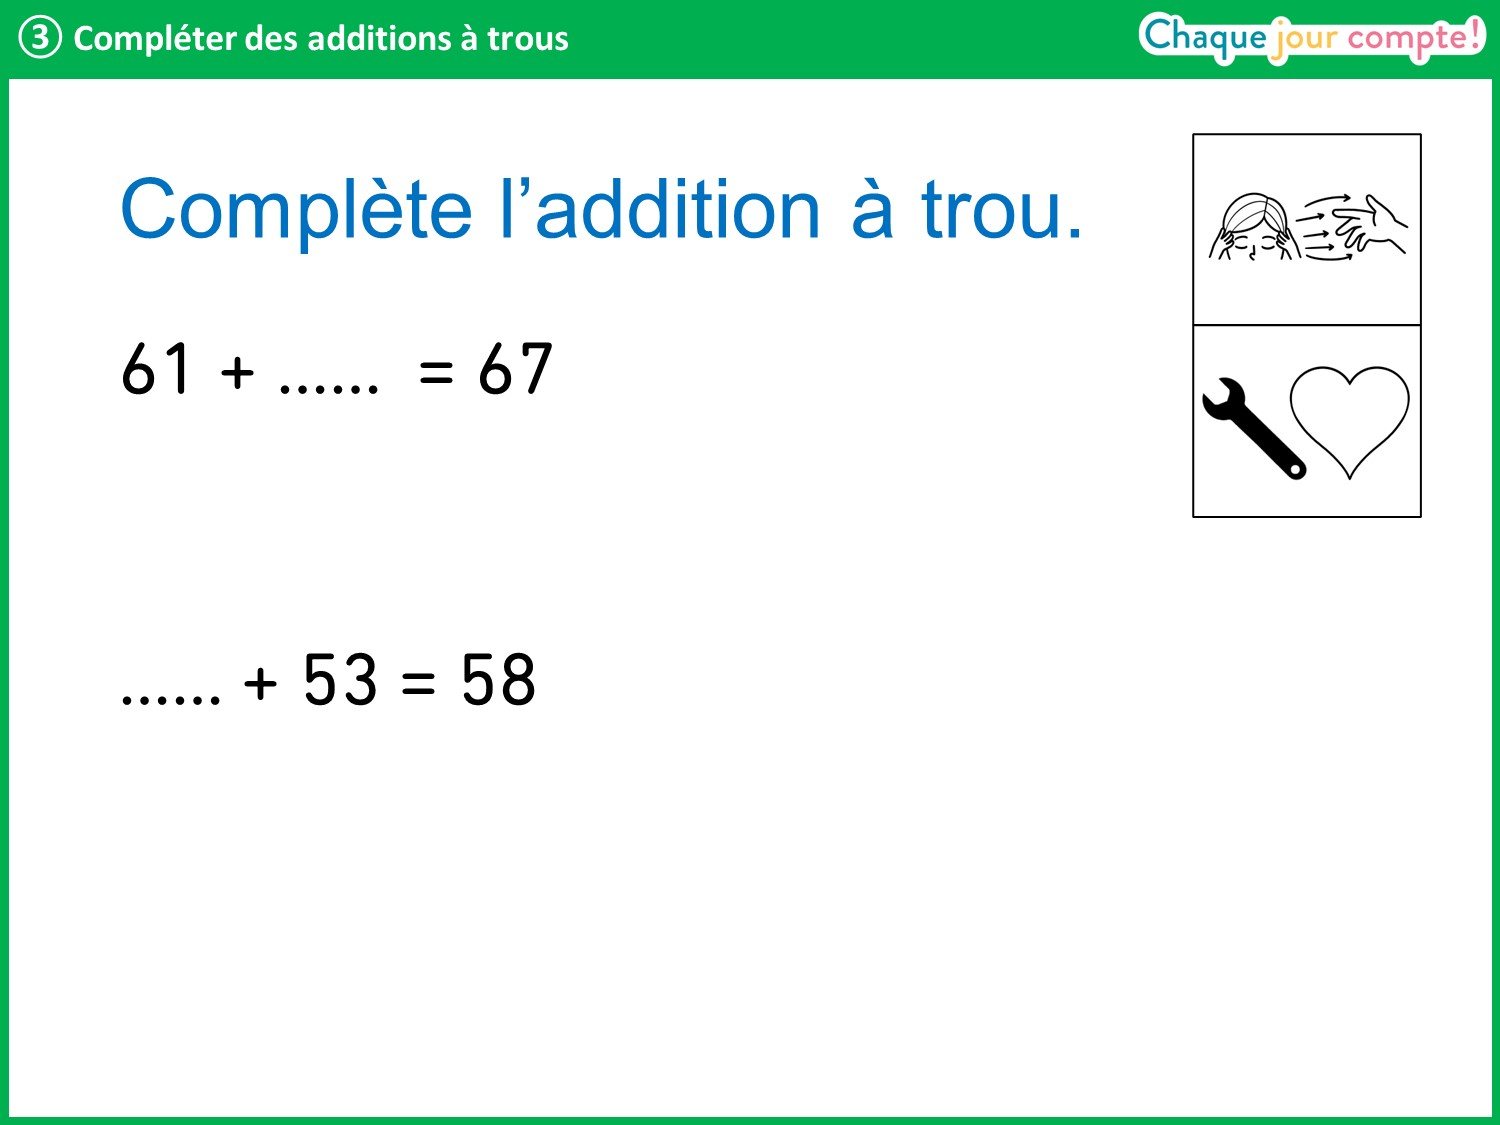 ③ Compléter des additions à trous
Chaque jour compte!
Complète l’addition à trou.
61 + ...... = 67
...... + 53 = 58